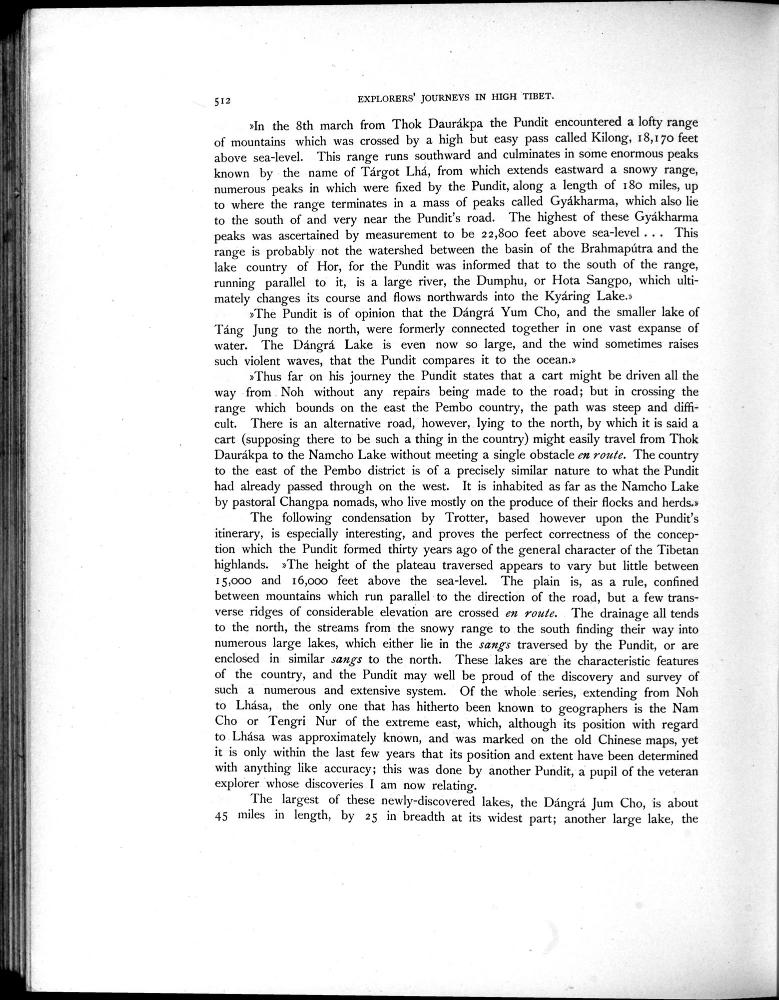 512
EXPLORERS' JOURNEYS IN HIGH TIBET.
»In the 8th march from Thok Daurákpa the Pundit encountered a lofty range
of mountains which was crossed by a high but easy pass called Kilong, 18,170 feet
above sea-level. This range runs southward and culminates in some enormous peaks
known by the name of Tárgot Lhá, from which extends eastward a snowy range,
numerous peaks in which were fixed by the Pundit, along a length of 180 miles, up
to where the range terminates in a mass of peaks called Gyákharma, which also lie
to the south of and very near the Pundit's road. The highest of these Gyákharma
peaks was ascertained by measurement to be 22,800 feet above sea-level ... This
range is probably not the watershed between the basin of the Brahmapútra and the
lake country of Hor, for the Pundit was informed that to the south of the range,
running parallel to it, is a large river, the Dumphu, or Hota Sangpo, which ulti-
mately changes its course and flows northwards into the Kyáring Lake.»
»The Pundit is of opinion that the Dángrá Yum Cho, and the smaller lake of
Táng Jung to the north, were formerly connected together in one vast expanse of
water. The Dángrá Lake is even now so large, and the wind sometimes raises
such violent waves, that the Pundit compares it to the ocean.»
»Thus far on his journey the Pundit states that a cart might be driven all the
way from Noh without any repairs being made to the road; but in crossing the
range which bounds on the east the Pembo country, the path was steep and diffi-
cult. There is an alternative road, however, lying to the north, by which it is said a
cart (supposing there to be such a thing in the country) might easily travel from Thok
Daurákpa to the Namcho Lake without meeting a single obstacle en route. The country
to the east of the Pembo district is of a precisely similar nature to what the Pundit
had already passed through on the west. It is inhabited as far as the Namcho Lake
by pastoral Changpa nomads, who live mostly on the produce of their flocks and herds.»
The following condensation by Trotter, based however upon the Pundit's
itinerary, is especially interesting, and proves the perfect correctness of the concep-
tion which the Pundit formed thirty years ago of the general character of the Tibetan
highlands. »The height of the plateau traversed appears to vary but little between
15,000 and 16,000 feet above the sea-level. The plain is, as a rule, confined
between mountains which run parallel to the direction of the road, but a few trans-
verse ridges of considerable elevation are crossed en route. The drainage all tends
to the north, the streams from the snowy range to the south finding their way into
numerous large lakes, which either lie in the sangs traversed by the Pundit, or are
enclosed in similar sangs to the north. These lakes are the characteristic features
of the country, and the Pundit may well be proud of the discovery and survey of
such a numerous and extensive system. Of the whole series, extending from Noh
to Lhása, the only one that has hitherto been known to geographers is the Nam
Cho or Tengri Nur of the extreme east, which, although its position with regard
to Lhása was approximately known, and was marked on the old Chinese maps, yet
it is only within the last few years that its position and extent have been determined
with anything like accuracy; this was done by another Pundit, a pupil of the veteran
explorer whose discoveries I am now relating.
The largest of these newly-discovered lakes, the Dángrá Jum Cho, is about
45 miles in length, by 25 in breadth at its widest part; another large lake, the